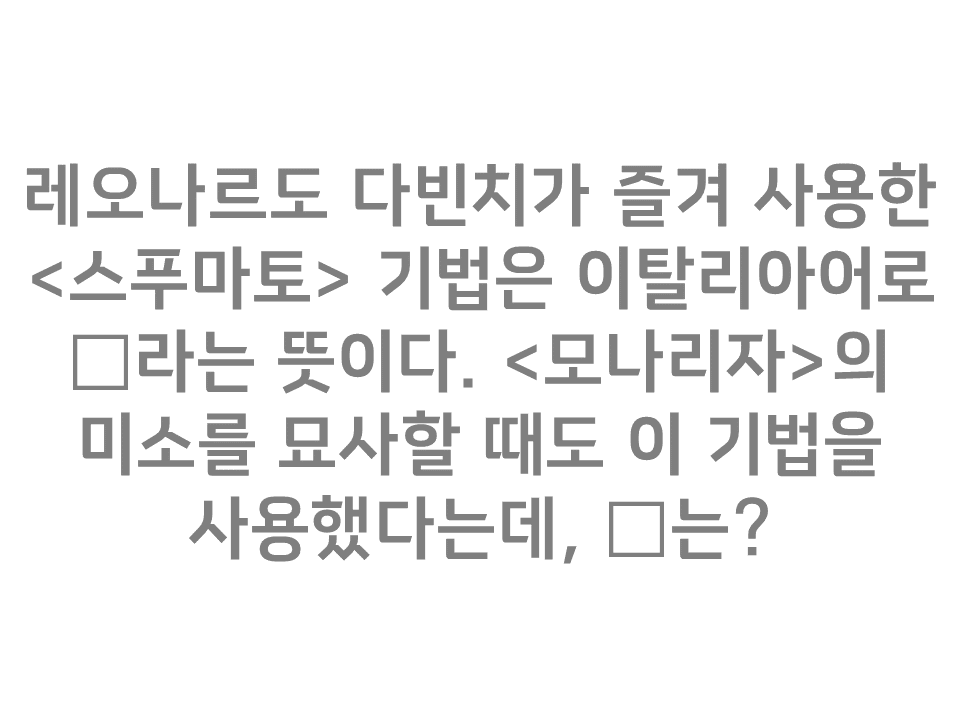 레오나르도 다빈치가 즐겨 사용한
<스푸마토> 기법은 이탈리아어로
□라는 뜻이다. <모나리자>의
미소를 묘사할 때도 이 기법을
사용했다는데, □는?